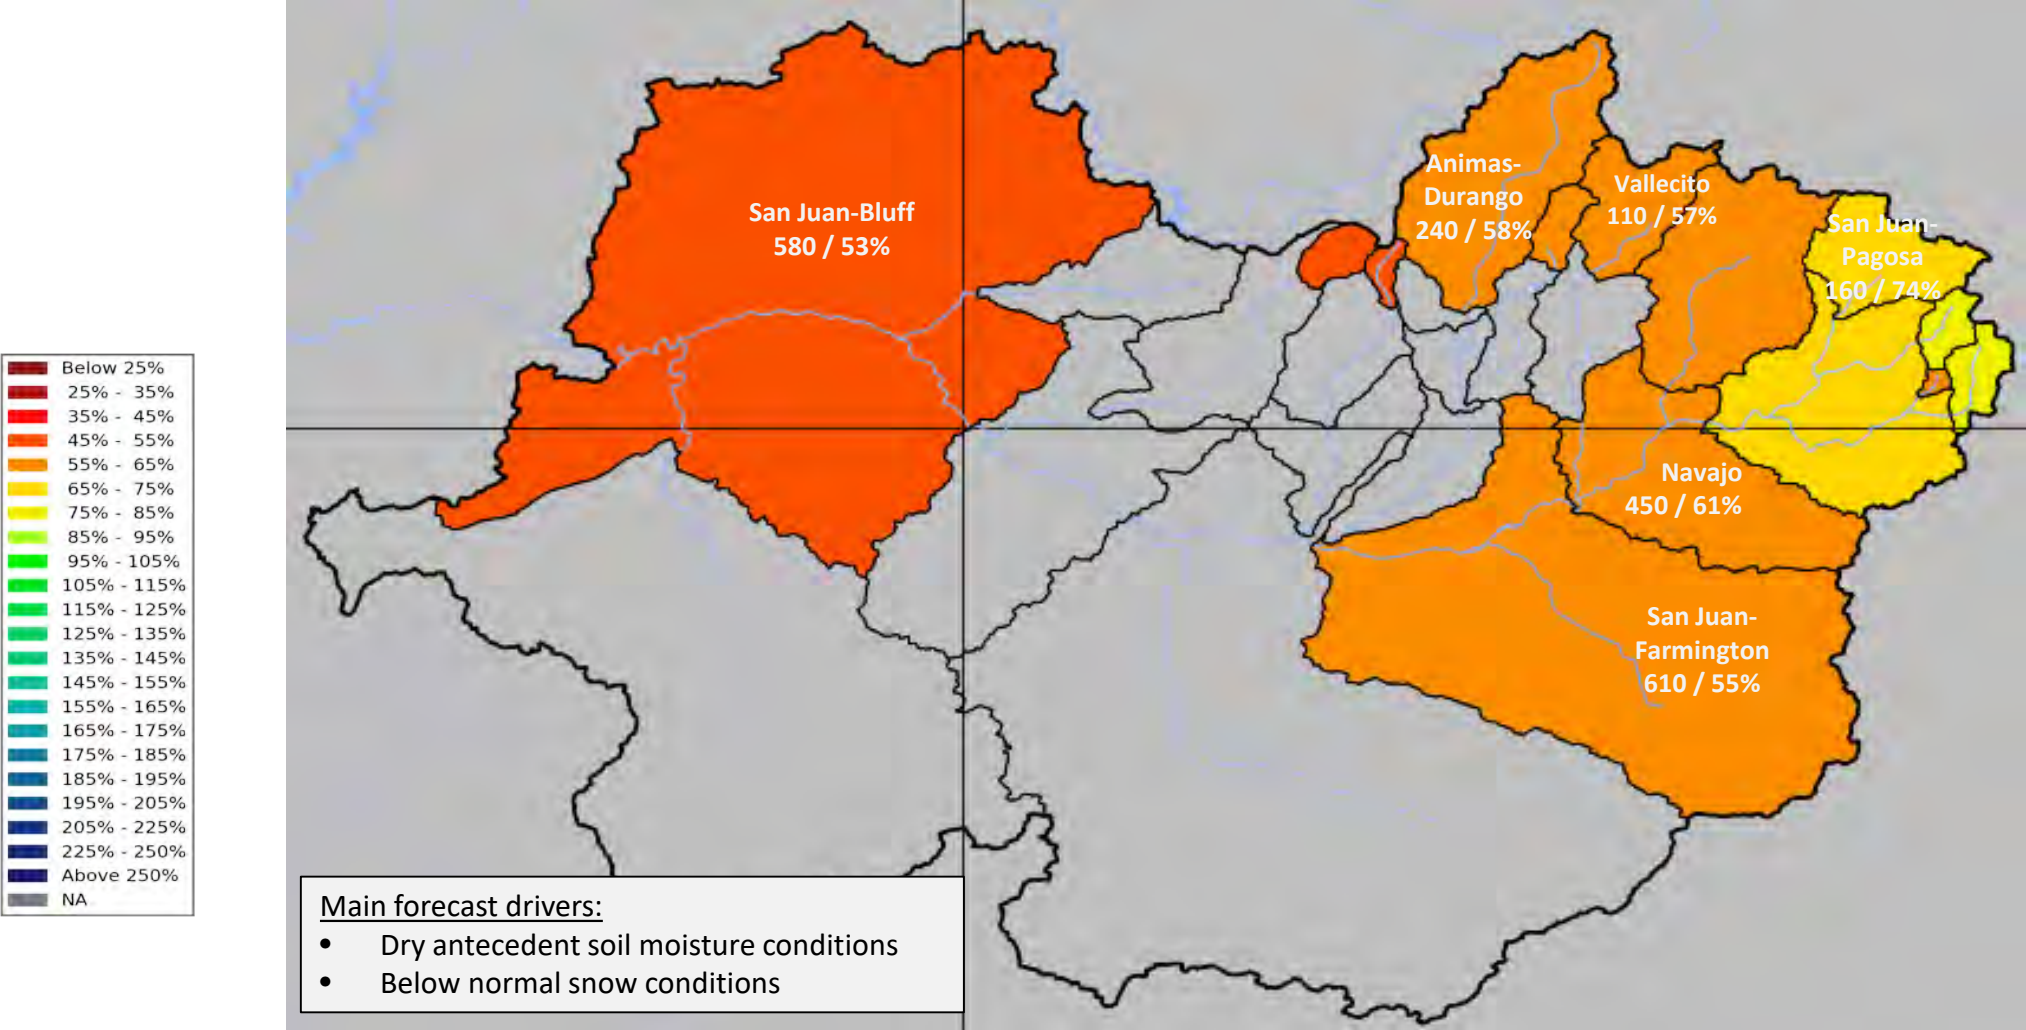 San Juan-Bluff
580 / 53%
Animas-
Durango
240 / 58%
Vallecito
110 / 57%
San Juan-
Pagosa
160 / 74%
Navajo
450 / 61%
San Juan-
Farmington
610 / 55%
Below 25%
25% - 35%
35% - 45%
45% - 55%
55% - 65%
65% - 75%
75% - 85%
85% - 95%
95% - 105%
105% - 115%
115% - 125%
125% - 135%
135% - 145%
145% - 155%
155% - 165%
165% - 175%
175% - 185%
185% - 195%
195% - 205%
205% - 225%
225% - 250%
Above 250%
NA
Main forecast drivers:
• Dry antecedent soil moisture conditions
• Below normal snow conditions